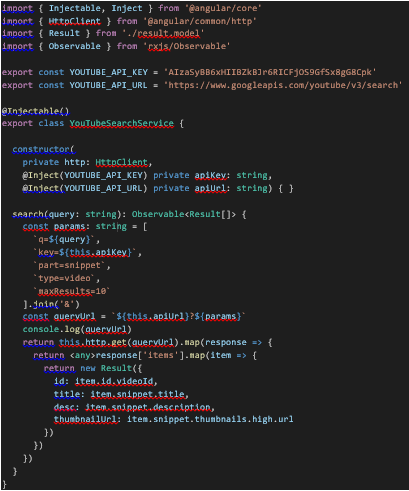 import { Injectable, Inject } from '@angular/core'
import { HttpClient } from '@angular/common/http'
import { Result } from './result.model'
import { Observable } from 'rxjs/Observable'
export const YOUTUBE_API_KEY = 'AIzaSyBB6xHIIBZkBJr6RICFjOS9GfSx8gG8Cpk'
export const YOUTUBE_API_URL = 'https://www.googleapis.com/youtube/v3/search'
@Injectable()
export class YouTubeSearchService {
constructor(
private http: HttpClient,
@Inject(YOUTUBE_API_KEY) private apiKey: string,
@Inject(YOUTUBE_API_URL) private apiUrl: string) { }
search(query: string): Observable<Result[]> {
const params: string = [
`q=${query}`,
`key=${this.apiKey}`,
`part=snippet`,
`type=video`,
`maxResults=10`
].join('&')
const queryUrl = `${this.apiUrl}?${params}`
console.log(queryUrl)
return this.http.get(queryUrl).map(response => {
return <any>response['items'].map(item => {
return new Result({
id: item.id.videoId,
title: item.snippet.title,
desc: item.snippet.description,
thumbnailUrl: item.snippet.thumbnails.high.url
})
})
})
}
}